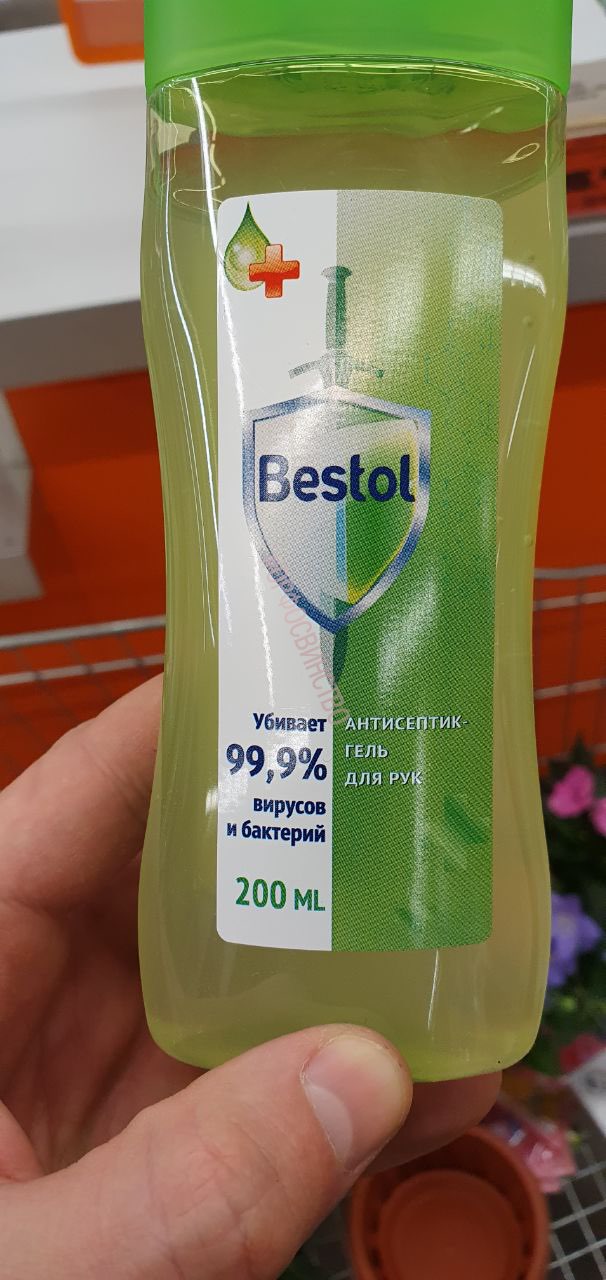 Bestol
Убивает
99,9%
вирусов
и бактерий
200 ML
АНТИСЕПТИК-
ГЕЛЬ
ДЛЯ РУК